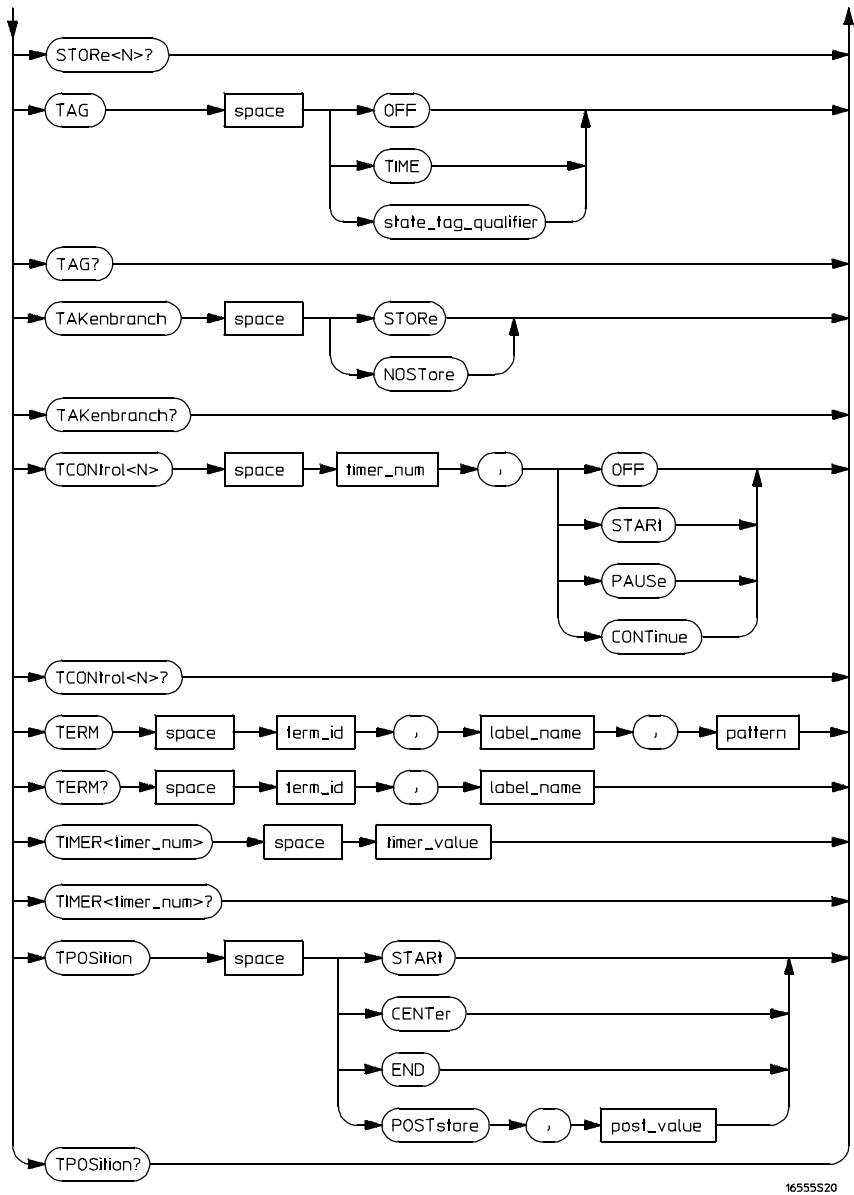 STORe<N>?
TAG space OFF
TIME
state_tag_qualifier
TAG?
TAKenbranch space STORe
NOSTore
TAKenbranch?
TCONtrol<N> space timer_num , OFF
STARt
PAUSe
CONTinue
TCONtrol<N>?
TERM space term_id , label_name , pattern
TERM? space term_id , label_name
TIMER<timer_num> space timer_value
TIMER<timer_num>?
TPOSition space STARt
CENTer
END
POSTstore , post_value
TPOSition?
16555S20